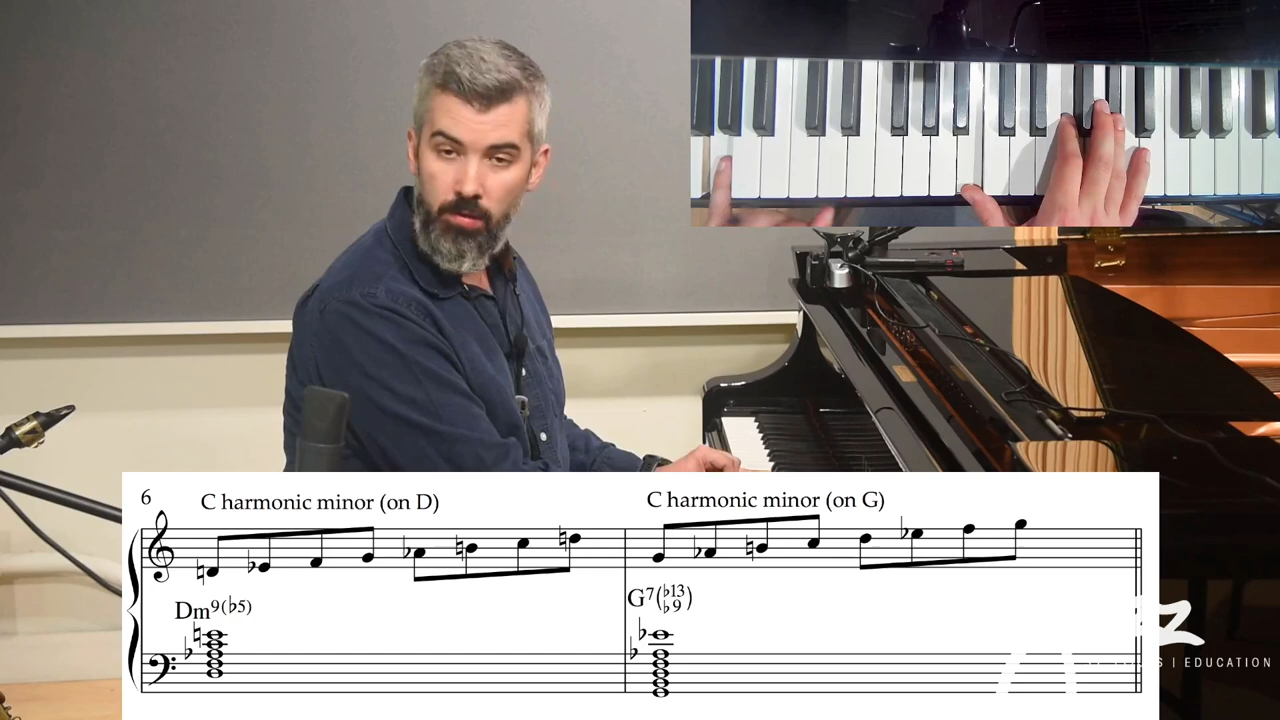 6
C harmonic minor (on D)
C harmonic minor (on G)
Dm9(♭5)
G7(♭13 ♭9)
| EDUCATION